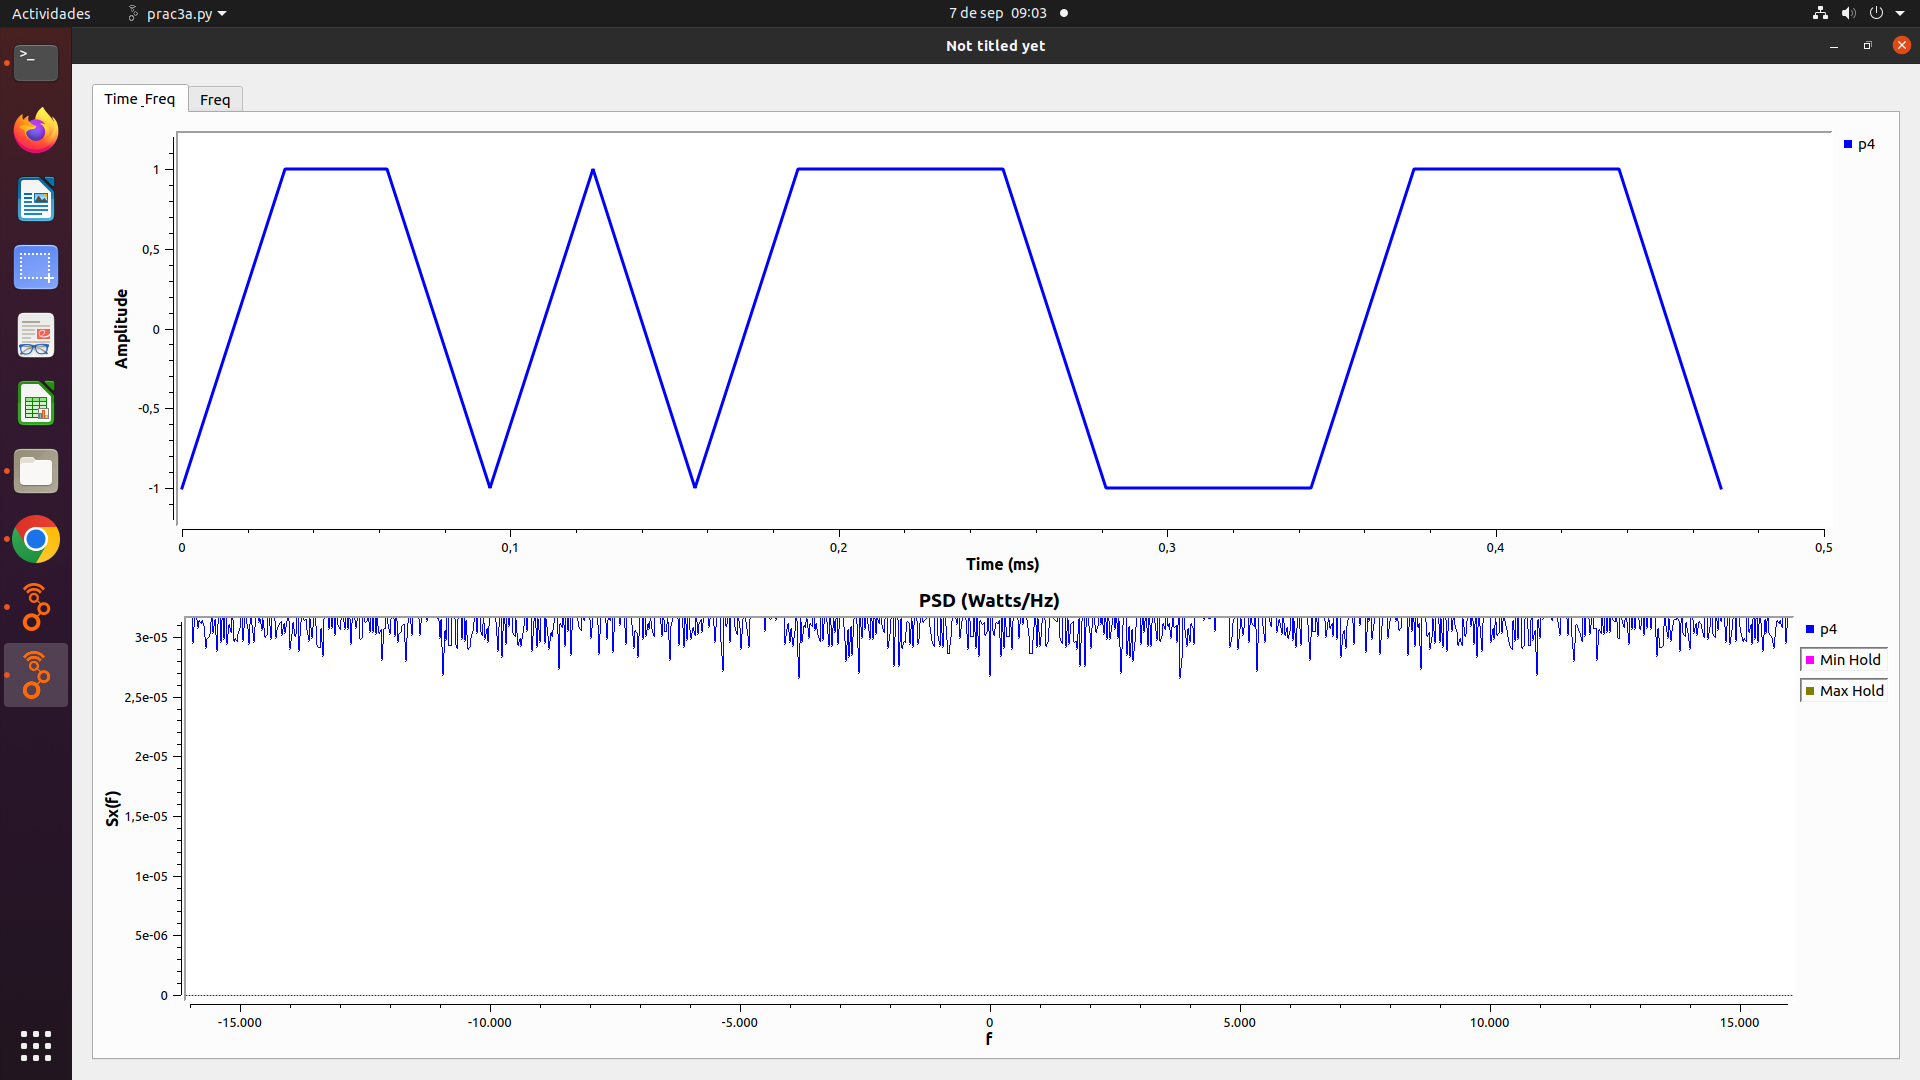 Actividades
prac3a.py
7 de sep 09:03
Not titled yet
Time_Freq
Freq
p4
1
0,5
0
-0,5
-1
Amplitude
0
0,1
0,2
0,3
0,4
0,5
Time (ms)
PSD (Watts/Hz)
p4
Min Hold
Max Hold
3e-05
2,5e-05
2e-05
1,5e-05
1e-05
5e-06
0
Sx(f)
-15.000
-10.000
-5.000
0
5.000
10.000
15.000
f